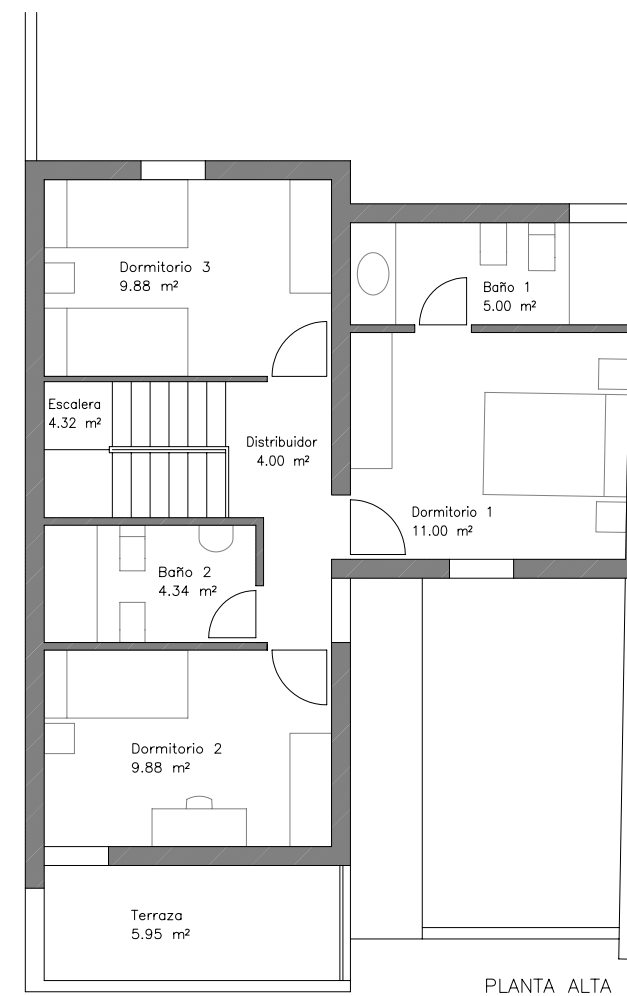 Dormitorio 3
9.88 m²
Baño 1
5.00 m²
Escalera
4.32 m²
Distribuidor
4.00 m²
Dormitorio 1
11.00 m²
Baño 2
4.34 m²
Dormitorio 2
9.88 m²
Terraza
5.95 m²
PLANTA ALTA